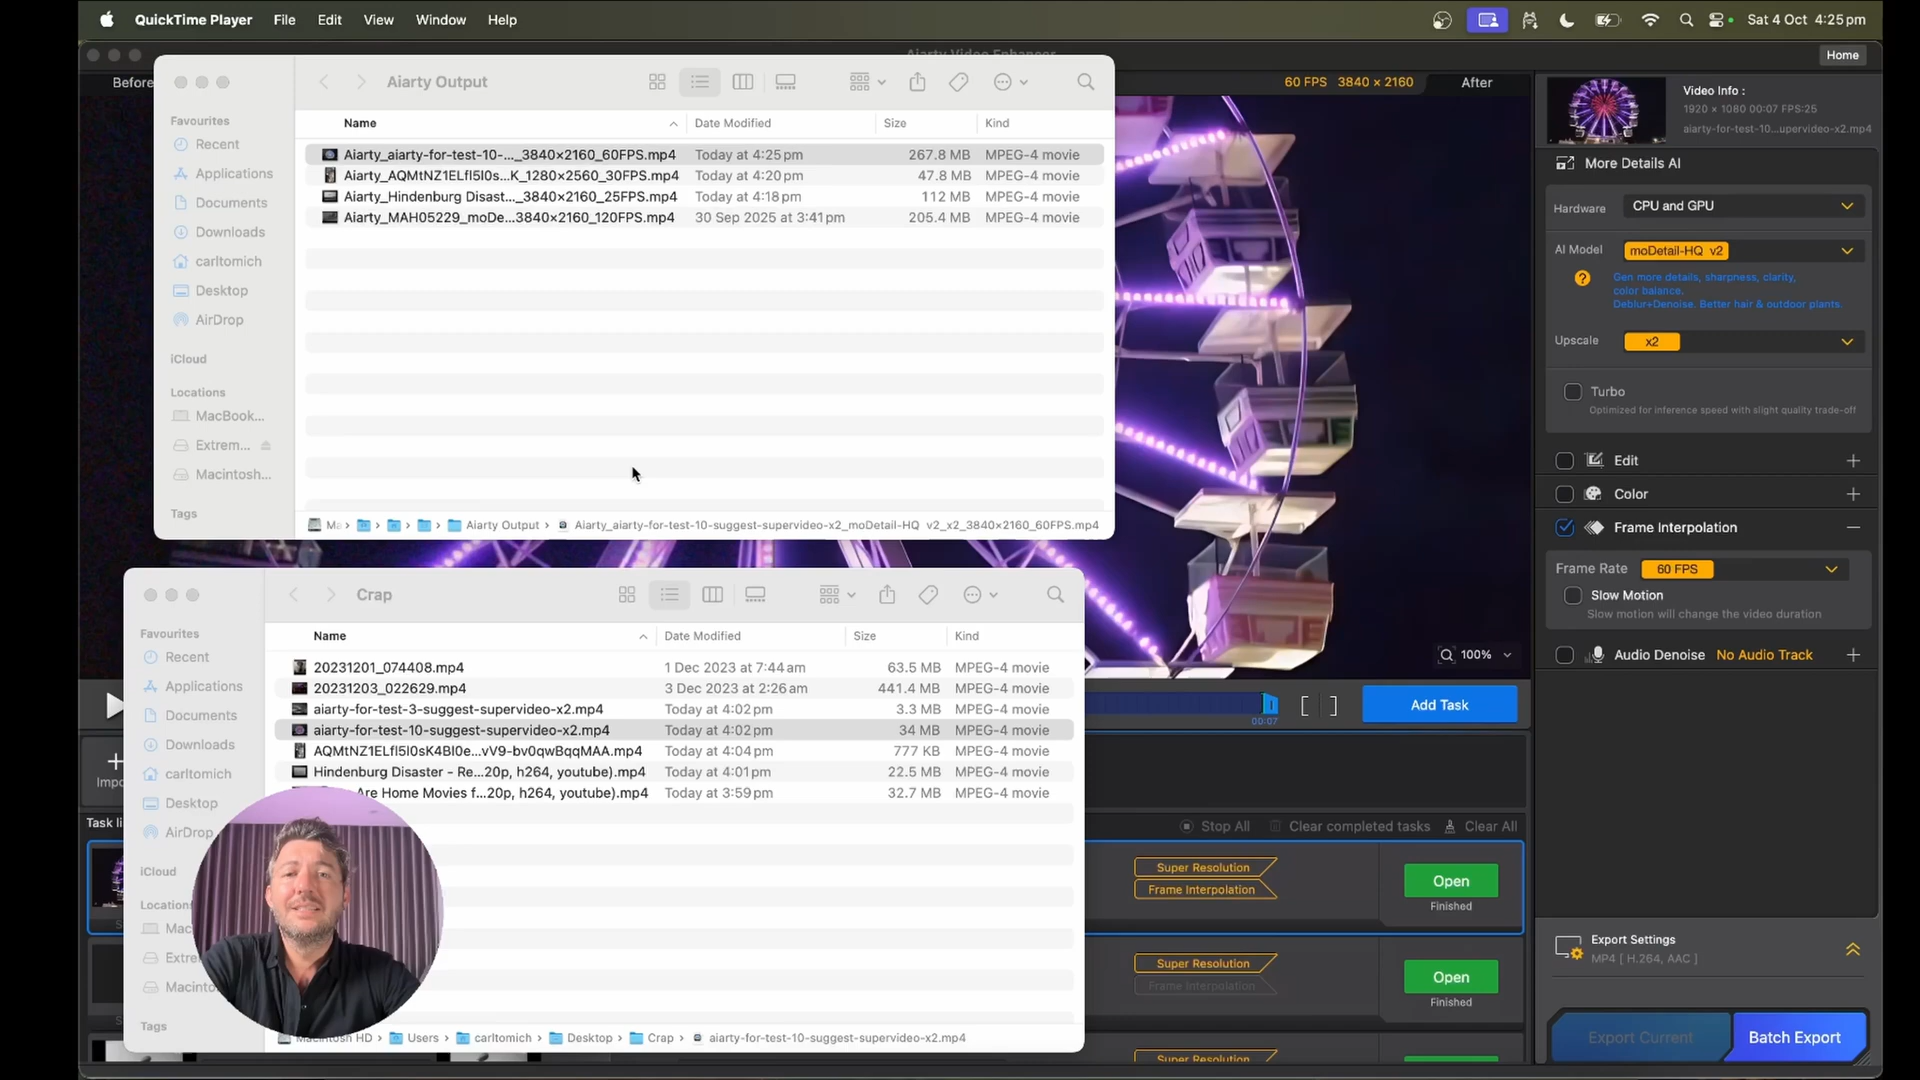 QuickTime Player File Edit View Window Help
Sat 4 Oct 4:25 pm
Aiarty Video Enhancer
Home
Before
60 FPS 3840 × 2160
After
Aiarty Output
Favourites
Recent
Applications
Documents
Downloads
carltomich
Desktop
AirDrop
iCloud
Locations
MacBook...
Extrem...
Macintosh...
Tags
Name Date Modified Size Kind
Aiarty_aiarty-for-test-10-..._3840×2160_60FPS.mp4 Today at 4:25 pm 267.8 MB MPEG-4 movie
Aiarty_AQMtNZ1ELfI5I0s...K_1280×2560_30FPS.mp4 Today at 4:20 pm 47.8 MB MPEG-4 movie
Aiarty_Hindenburg Disast..._3840×2160_25FPS.mp4 Today at 4:18 pm 112 MB MPEG-4 movie
Aiarty_MAH05229_moDe...3840×2160_120FPS.mp4 30 Sep 2025 at 3:41 pm 205.4 MB MPEG-4 movie
Ma › Aiarty Output › Aiarty_aiarty-for-test-10-suggest-supervideo-x2_moDetail-HQ v2_x2_3840×2160_60FPS.mp4
Crap
Favourites
Recent
Applications
Documents
Downloads
carltomich
Desktop
AirDrop
iCloud
Location
Mac
Extre
Macinto
Tags
Name Date Modified Size Kind
20231201_074408.mp4 1 Dec 2023 at 7:44 am 63.5 MB MPEG-4 movie
20231203_022629.mp4 3 Dec 2023 at 2:26 am 441.4 MB MPEG-4 movie
aiarty-for-test-3-suggest-supervideo-x2.mp4 Today at 4:02 pm 3.3 MB MPEG-4 movie
aiarty-for-test-10-suggest-supervideo-x2.mp4 Today at 4:02 pm 34 MB MPEG-4 movie
AQMtNZ1ELfI5I0sK4BI0e...vV9-bv0qwBqqMAA.mp4 Today at 4:04 pm 777 KB MPEG-4 movie
Hindenburg Disaster - Re...20p, h264, youtube).mp4 Today at 4:01 pm 22.5 MB MPEG-4 movie
Are Home Movies f...20p, h264, youtube).mp4 Today at 3:59 pm 32.7 MB MPEG-4 movie
Macintosh HD › Users › carltomich › Desktop › Crap › aiarty-for-test-10-suggest-supervideo-x2.mp4
100%
00:07
[ ]
Add Task
Impo
Task li
Stop All Clear completed tasks Clear All
Super Resolution
Frame Interpolation
Open
Finished
Super Resolution
Frame Interpolation
Open
Finished
Super Resolution
Video Info :
1920 × 1080 00:07 FPS:25
aiarty-for-test-10...upervideo-x2.mp4
More Details AI
Hardware CPU and GPU
AI Model moDetail-HQ v2
? Gen more details, sharpness, clarity,
color balance.
Deblur+Denoise. Better hair & outdoor plants.
Upscale x2
Turbo
Optimized for inference speed with slight quality trade-off
Edit
Color
Frame Interpolation
Frame Rate 60 FPS
Slow Motion
Slow motion will change the video duration
Audio Denoise No Audio Track
Export Settings
MP4 [ H.264, AAC ]
Export Current
Batch Export